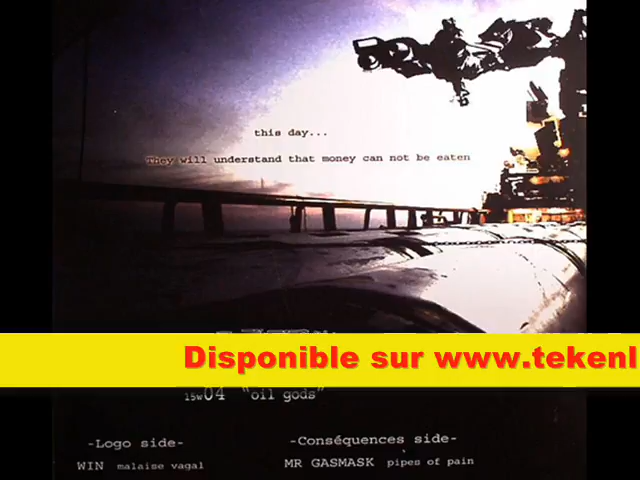 this day...
They will understand that money can not be eaten
Disponible sur www.tekenl
15w04 "oil gods"
-Logo side-
-Conséquences side-
WIN malaise vagal
MR GASMASK pipes of pain